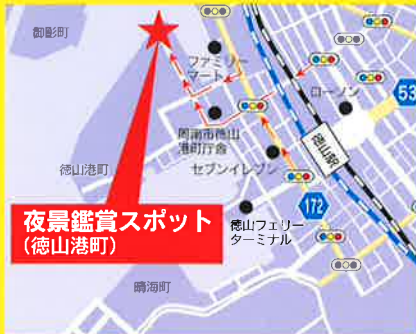 御影町
ファミリー
マート
ローソン
53
周南市徳山
港町庁舎
徳山駅
徳山港町
セブンイレブン
172
夜景鑑賞スポット
(徳山港町)
徳山フェリー
ターミナル
晴海町